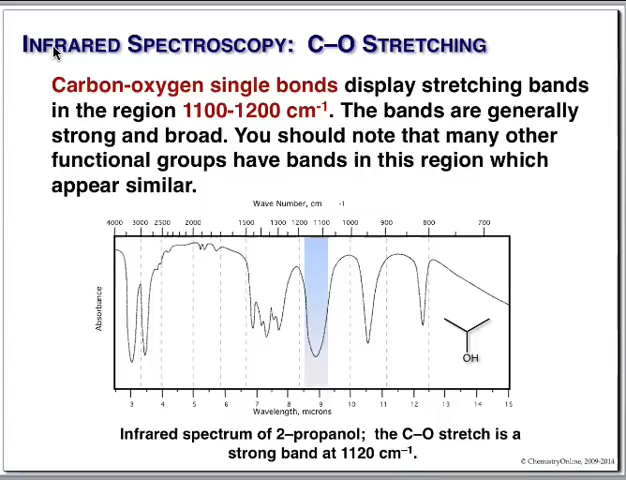 INFRARED SPECTROSCOPY: C–O STRETCHING
Carbon-oxygen single bonds display stretching bands
in the region 1100-1200 cm-1. The bands are generally
strong and broad. You should note that many other
functional groups have bands in this region which
appear similar.
Wave Number, cm -1
4000 3000 2500 2000 1500 1300 1200 1100 1000 900 800 700
Absorbance
OH
3 4 5 6 7 8 9 10 11 12 13 14 15
Wavelength, microns
Infrared spectrum of 2–propanol; the C–O stretch is a
strong band at 1120 cm–1.
© ChemistryOnline, 2009-2014